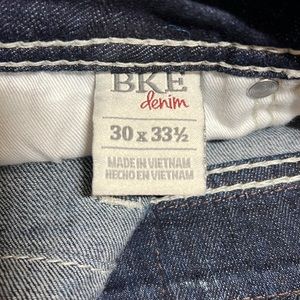 BKE
denim
30 x 33½
MADE IN VIETNAM
HECHO EN VIETNAM